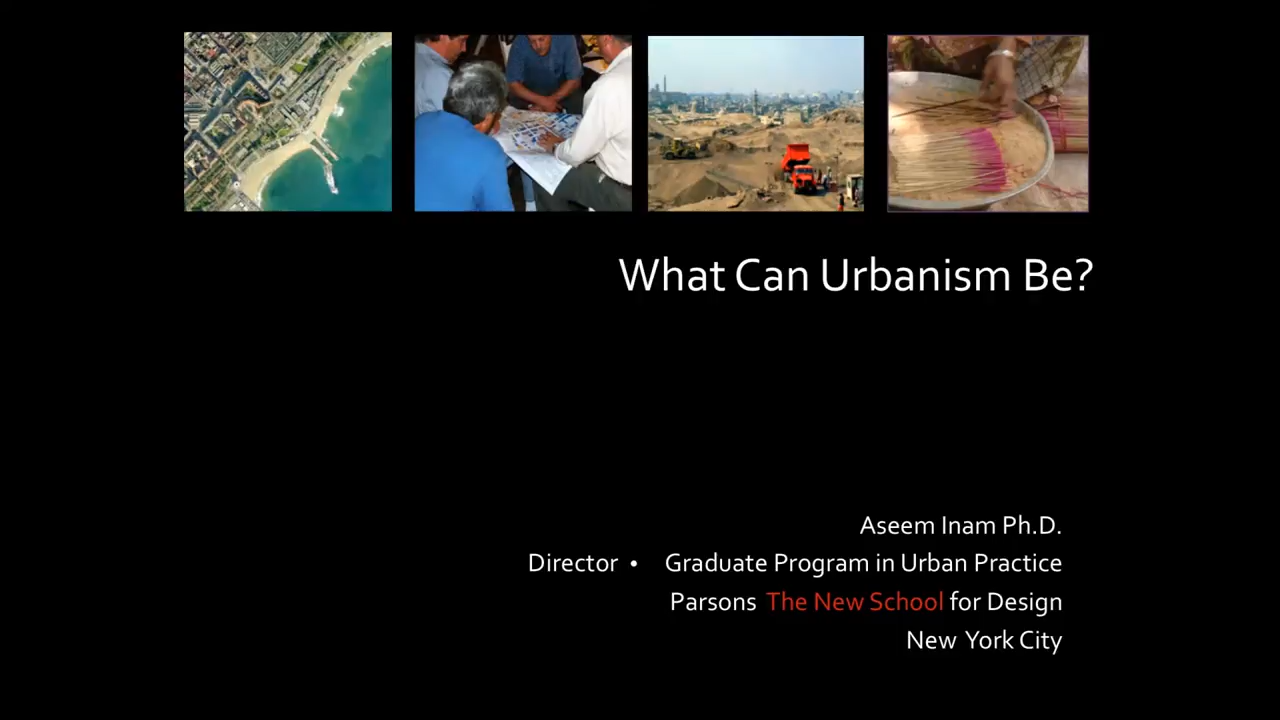 What Can Urbanism Be?
Aseem Inam Ph.D.
Director • Graduate Program in Urban Practice
Parsons The New School for Design
New York City